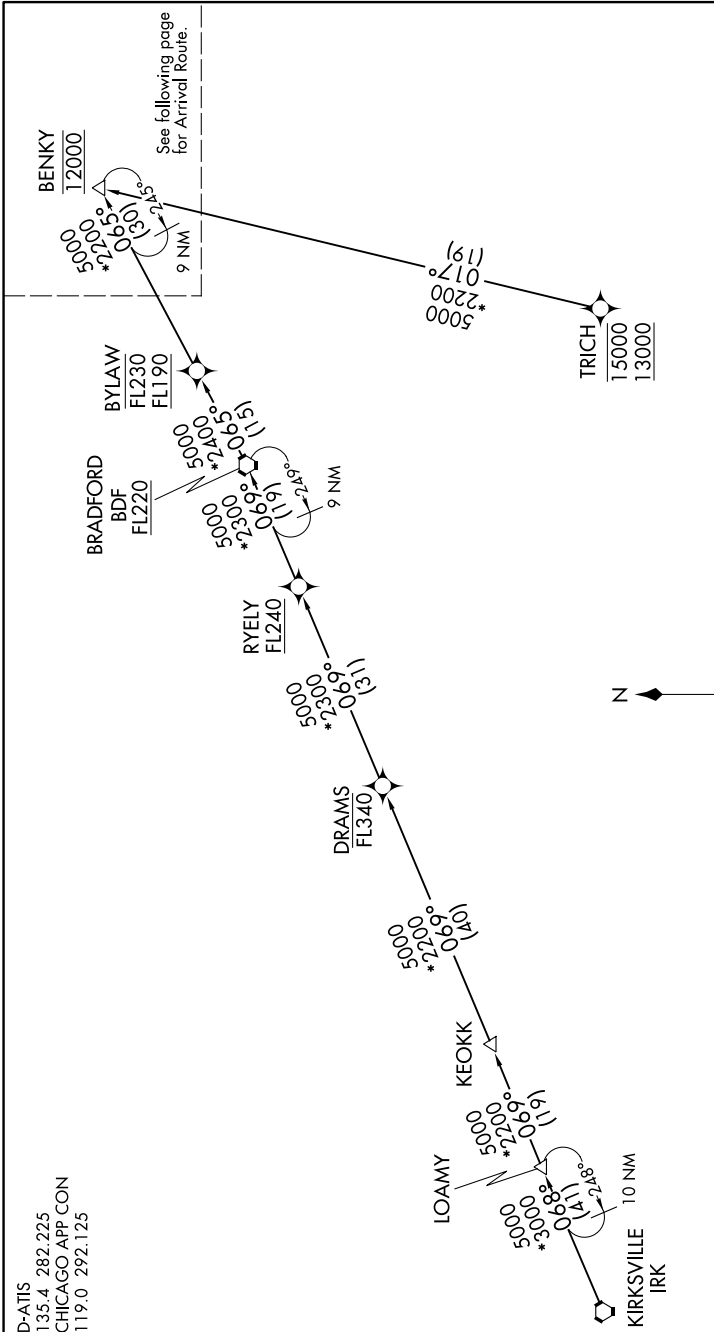 D-ATIS
135.4 282.225
CHICAGO APP CON
119.0 292.125
BENKY
12000
See following page
for Arrival Route.
5000
*2200
065°
(30)
245°
9 NM
5000
*2200
017°
(19)
TRICH
15000
13000
BYLAW
FL230
FL190
5000
*2400
065°
(15)
BRADFORD
BDF
FL220
249°
9 NM
5000
*2300
069°
(19)
RYELY
FL240
5000
*2300
069°
(31)
DRAMS
FL340
5000
*2200
069°
(40)
KEOKK
5000
*2200
069°
(19)
LOAMY
5000
*3000
068°
(41)
248°
10 NM
KIRKSVILLE
IRK
N